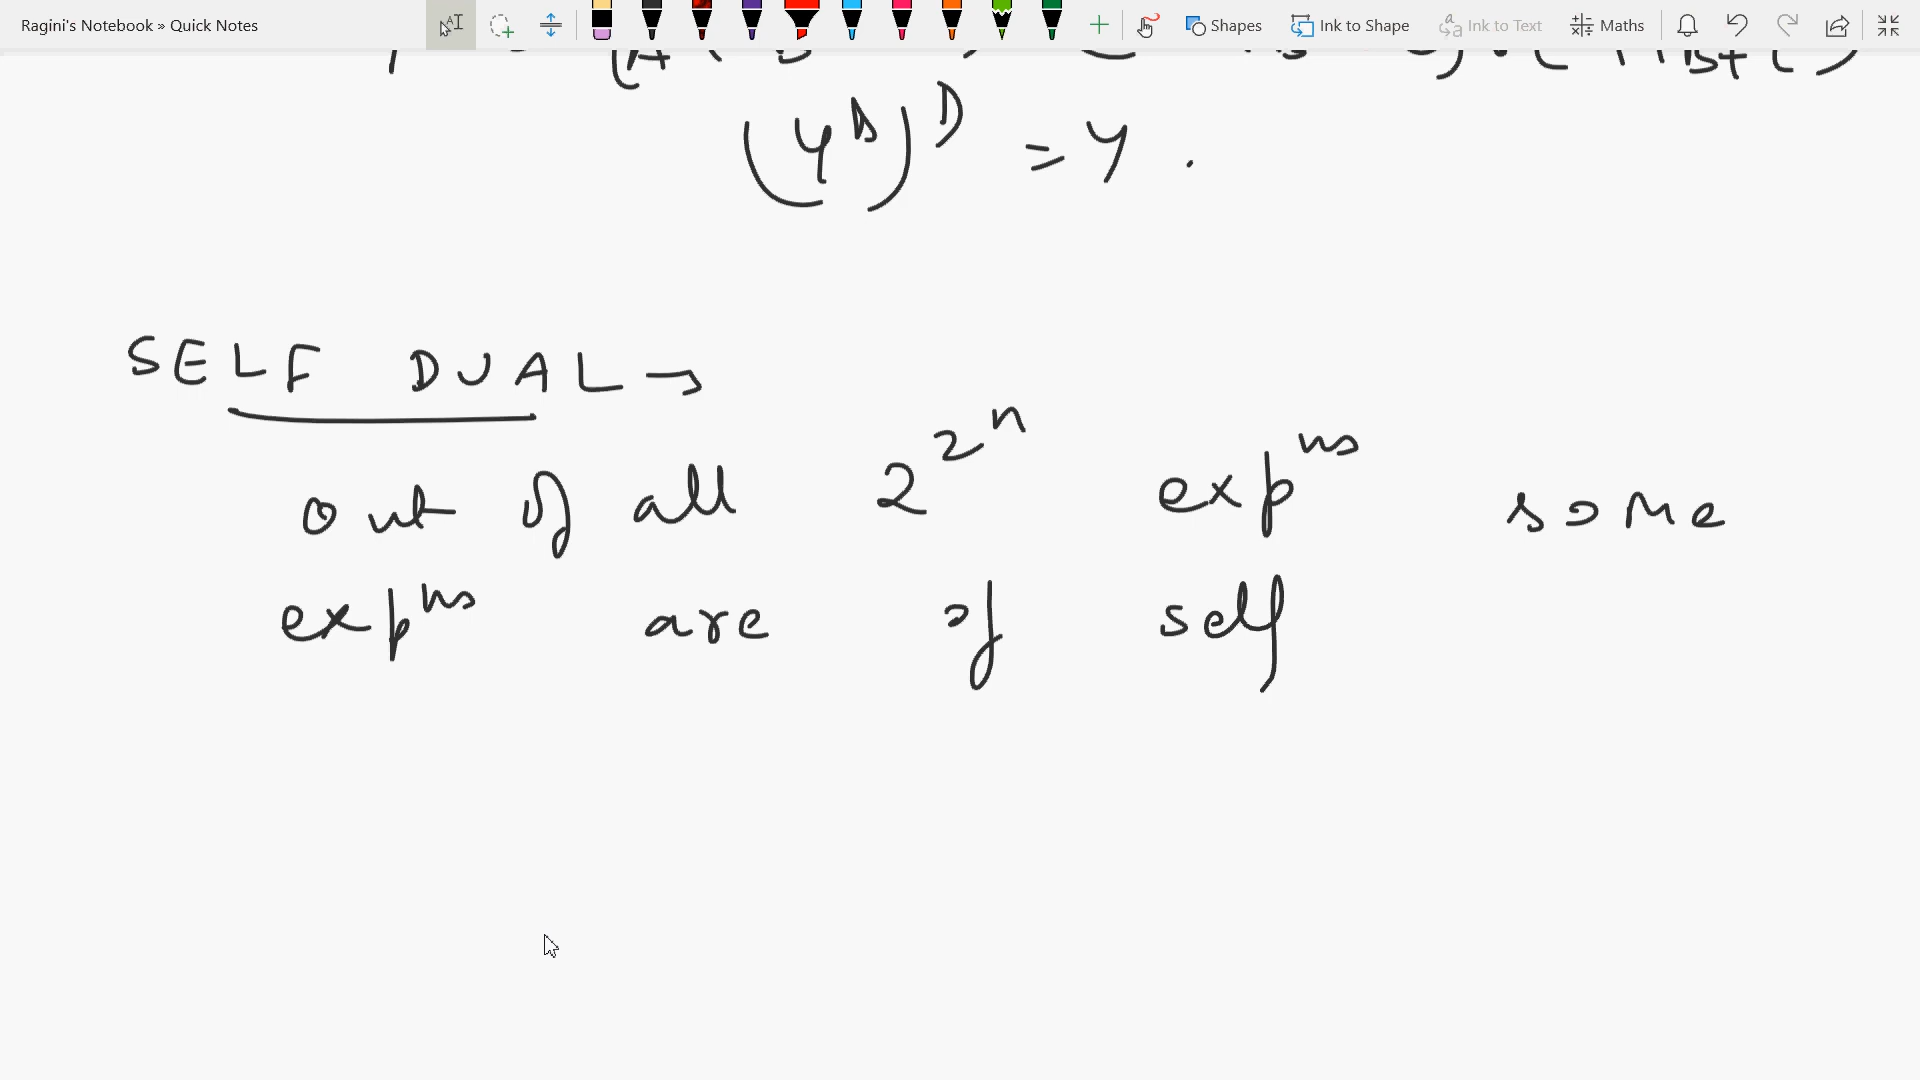 Ragini's Notebook » Quick Notes Shapes Ink to Shape Ink to Text Maths
(Y^D)^D = Y .
SELF DUAL →
out of all 2^2^n exp^ns some
exp^ns are of self